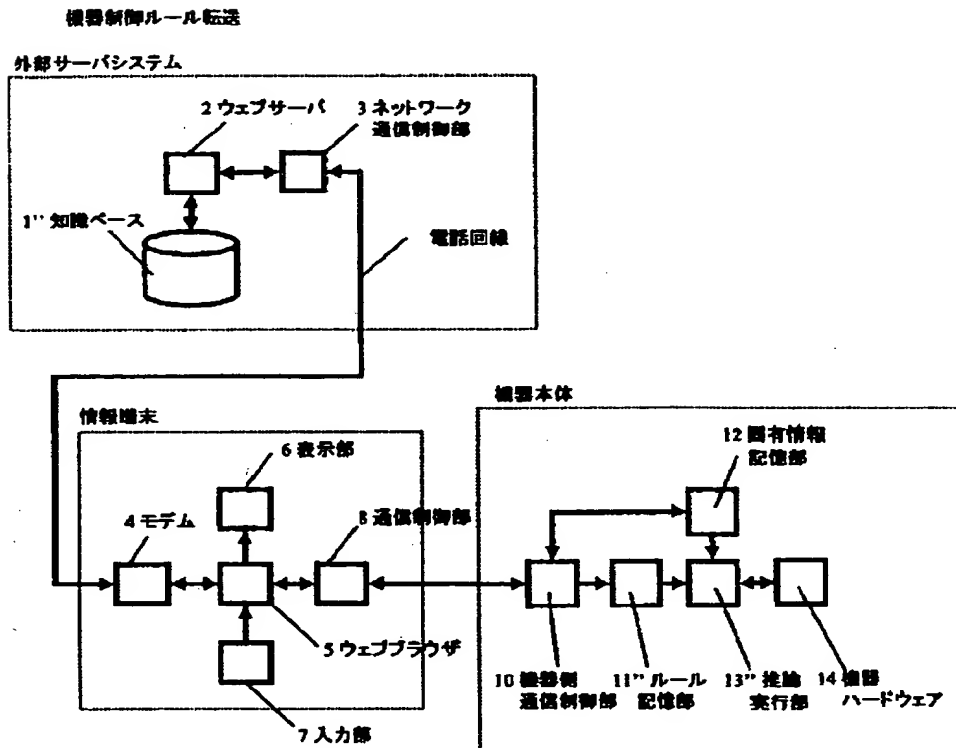 機器制御ルール転送
外部サーバシステム
2 ウェブサーバ
3 ネットワーク
通信制御部
1'' 知識ベース
電話回線
情報端末
6 表示部
4 モデム
8 通信制御部
5 ウェブブラウザ
7 入力部
機器本体
12 固有情報
記憶部
10 機器側
通信制御部
11'' ルール
記憶部
13'' 推論
実行部
14 機器
ハードウェア